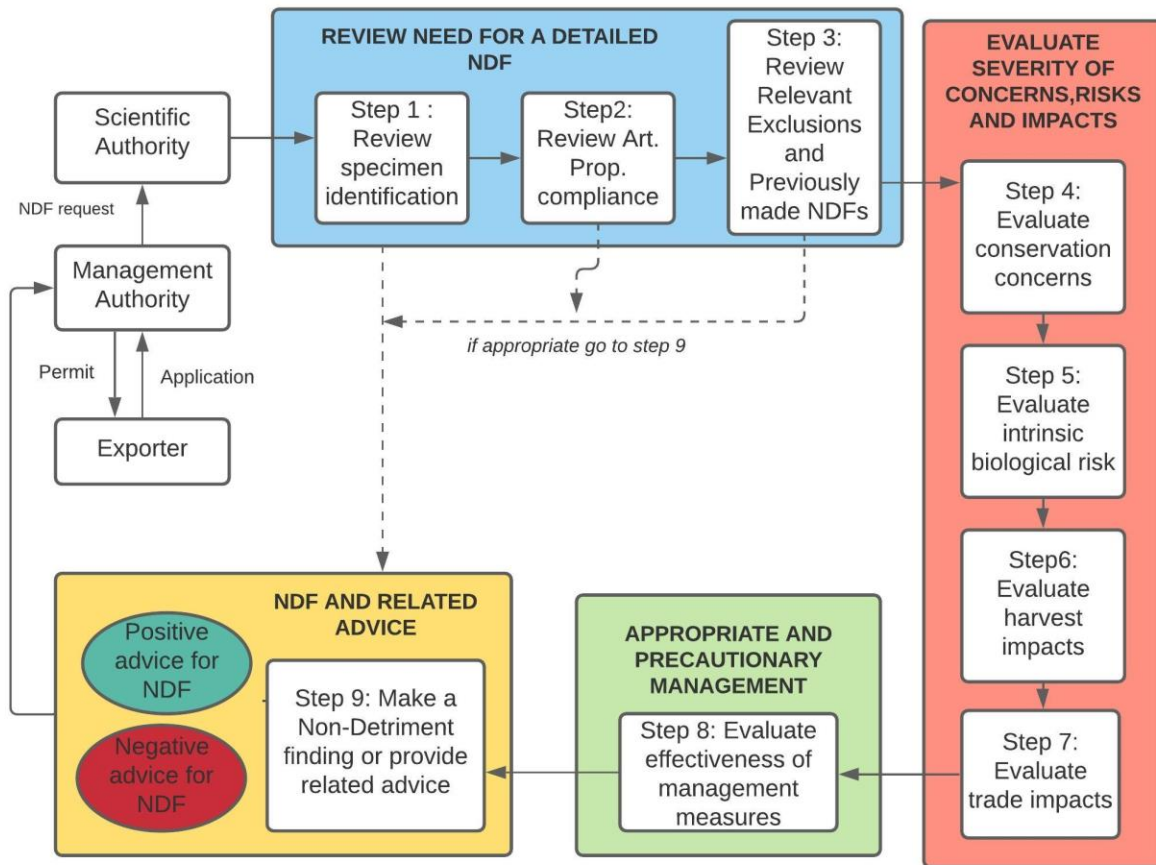 REVIEW NEED FOR A DETAILED
NDF
Step 1 :
Review
specimen
identification
Step2:
Review Art.
Prop.
compliance
Step 3:
Review
Relevant
Exclusions
and
Previously
made NDFs
EVALUATE
SEVERITY OF
CONCERNS,RISKS
AND IMPACTS
Scientific
Authority
NDF request
Management
Authority
Permit
Application
Exporter
if appropriate go to step 9
Step 4:
Evaluate
conservation
concerns
Step 5:
Evaluate
intrinsic
biological risk
Step6:
Evaluate
harvest
impacts
Step 7:
Evaluate
trade impacts
APPROPRIATE AND
PRECAUTIONARY
MANAGEMENT
Step 8: Evaluate
effectiveness of
management
measures
NDF AND RELATED
ADVICE
Step 9: Make a
Non-Detriment
finding or provide
related advice
Positive
advice for
NDF
Negative
advice for
NDF